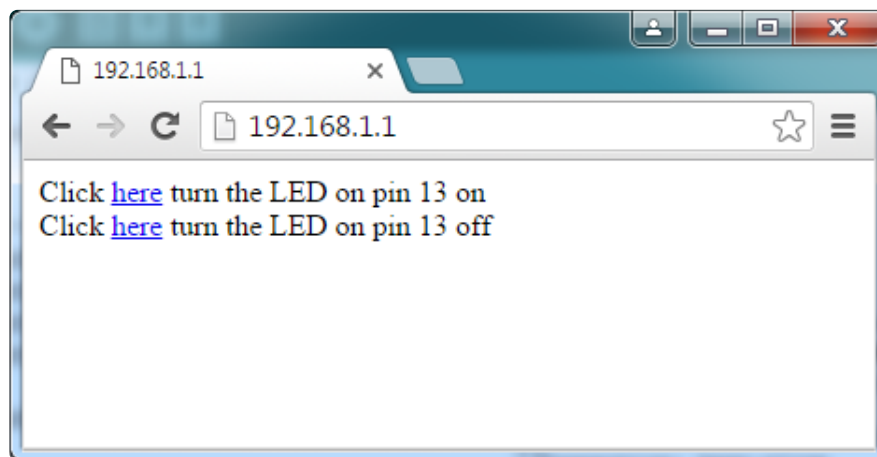 192.168.1.1
192.168.1.1
Click here turn the LED on pin 13 on
Click here turn the LED on pin 13 off